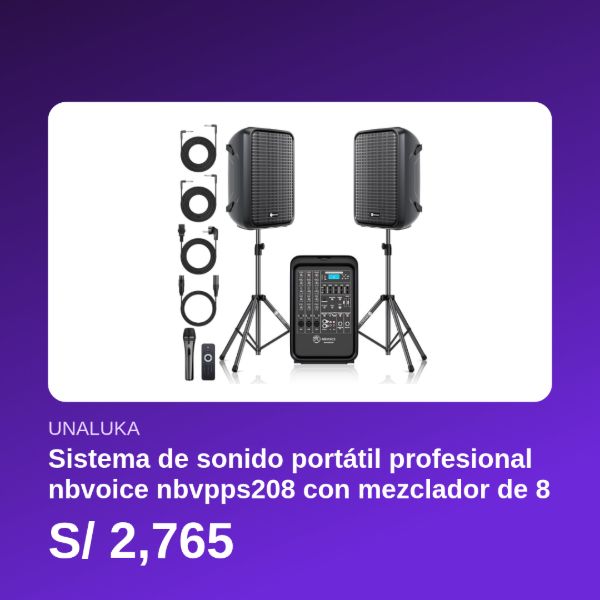 UNALUKA
Sistema de sonido portátil profesional
nbvoice nbvpps208 con mezclador de 8
S/ 2,765